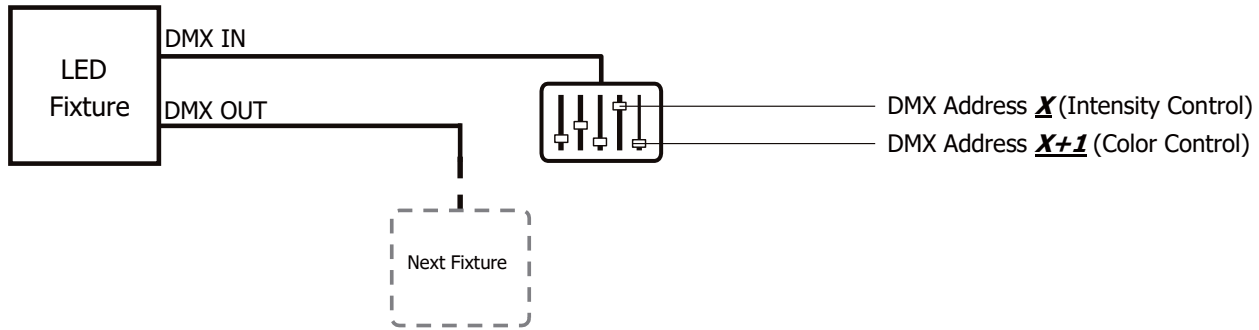 DMX IN
LED
Fixture
DMX OUT
DMX Address X (Intensity Control)
DMX Address X+1 (Color Control)
Next Fixture